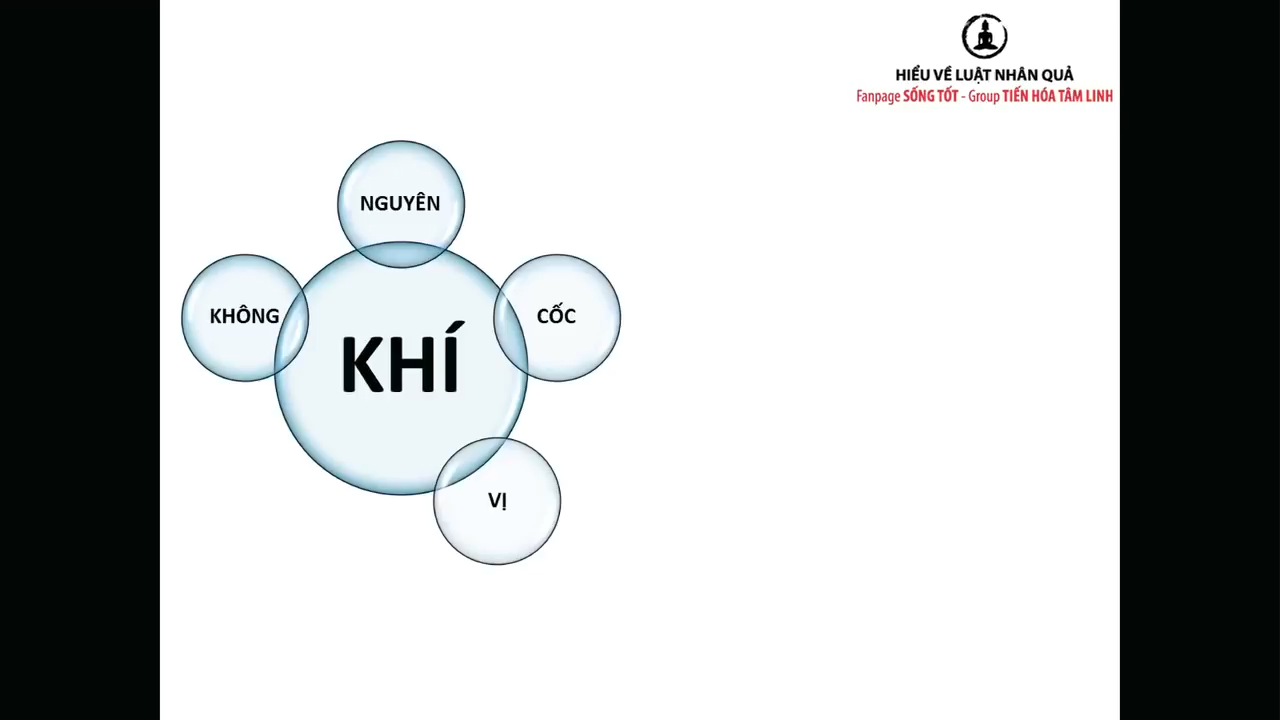 HIỂU VỀ LUẬT NHÂN QUẢ
Fanpage SỐNG TỐT - Group TIẾN HÓA TÂM LINH
NGUYÊN
KHÔNG
CỐC
KHÍ
VỊ